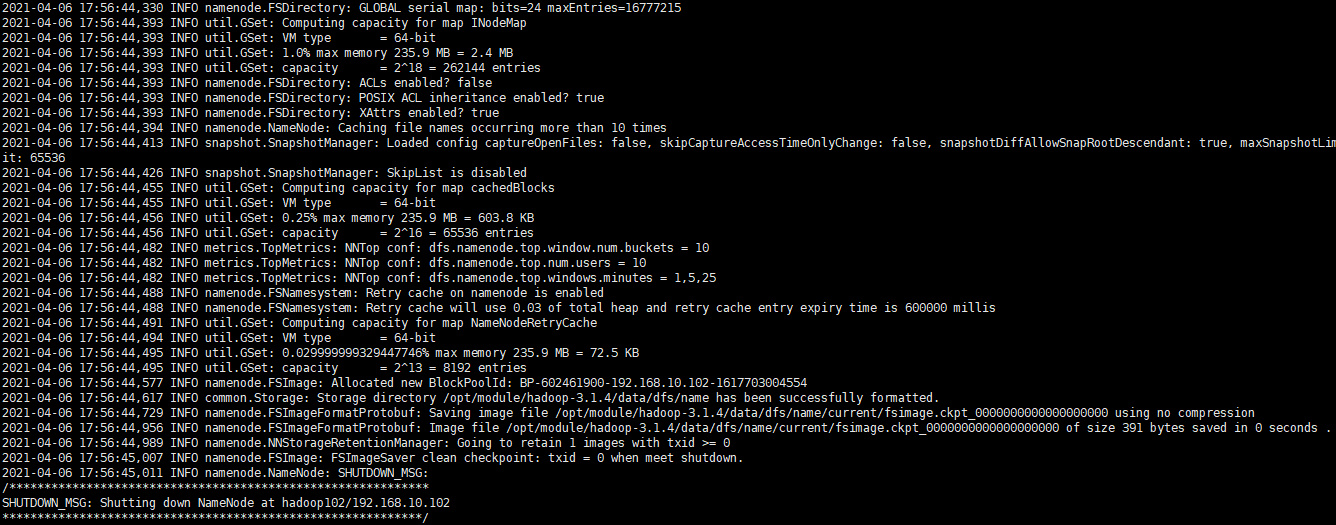 2021-04-06 17:56:44,330 INFO namenode.FSDirectory: GLOBAL serial map: bits=24 maxEntries=16777215
2021-04-06 17:56:44,393 INFO util.GSet: Computing capacity for map INodeMap
2021-04-06 17:56:44,393 INFO util.GSet: VM type       = 64-bit
2021-04-06 17:56:44,393 INFO util.GSet: 1.0% max memory 235.9 MB = 2.4 MB
2021-04-06 17:56:44,393 INFO util.GSet: capacity      = 2^18 = 262144 entries
2021-04-06 17:56:44,393 INFO namenode.FSDirectory: ACLs enabled? false
2021-04-06 17:56:44,393 INFO namenode.FSDirectory: POSIX ACL inheritance enabled? true
2021-04-06 17:56:44,393 INFO namenode.FSDirectory: XAttrs enabled? true
2021-04-06 17:56:44,394 INFO namenode.NameNode: Caching file names occurring more than 10 times
2021-04-06 17:56:44,413 INFO snapshot.SnapshotManager: Loaded config captureOpenFiles: false, skipCaptureAccessTimeOnlyChange: false, snapshotDiffAllowSnapRootDescendant: true, maxSnapshotLim
it: 65536
2021-04-06 17:56:44,426 INFO snapshot.SnapshotManager: SkipList is disabled
2021-04-06 17:56:44,455 INFO util.GSet: Computing capacity for map cachedBlocks
2021-04-06 17:56:44,455 INFO util.GSet: VM type       = 64-bit
2021-04-06 17:56:44,456 INFO util.GSet: 0.25% max memory 235.9 MB = 603.8 KB
2021-04-06 17:56:44,456 INFO util.GSet: capacity      = 2^16 = 65536 entries
2021-04-06 17:56:44,482 INFO metrics.TopMetrics: NNTop conf: dfs.namenode.top.window.num.buckets = 10
2021-04-06 17:56:44,482 INFO metrics.TopMetrics: NNTop conf: dfs.namenode.top.num.users = 10
2021-04-06 17:56:44,482 INFO metrics.TopMetrics: NNTop conf: dfs.namenode.top.windows.minutes = 1,5,25
2021-04-06 17:56:44,488 INFO namenode.FSNamesystem: Retry cache on namenode is enabled
2021-04-06 17:56:44,488 INFO namenode.FSNamesystem: Retry cache will use 0.03 of total heap and retry cache entry expiry time is 600000 millis
2021-04-06 17:56:44,491 INFO util.GSet: Computing capacity for map NameNodeRetryCache
2021-04-06 17:56:44,494 INFO util.GSet: VM type       = 64-bit
2021-04-06 17:56:44,495 INFO util.GSet: 0.029999999329447746% max memory 235.9 MB = 72.5 KB
2021-04-06 17:56:44,495 INFO util.GSet: capacity      = 2^13 = 8192 entries
2021-04-06 17:56:44,577 INFO namenode.FSImage: Allocated new BlockPoolId: BP-602461900-192.168.10.102-1617703004554
2021-04-06 17:56:44,617 INFO common.Storage: Storage directory /opt/module/hadoop-3.1.4/data/dfs/name has been successfully formatted.
2021-04-06 17:56:44,729 INFO namenode.FSImageFormatProtobuf: Saving image file /opt/module/hadoop-3.1.4/data/dfs/name/current/fsimage.ckpt_0000000000000000000 using no compression
2021-04-06 17:56:44,956 INFO namenode.FSImageFormatProtobuf: Image file /opt/module/hadoop-3.1.4/data/dfs/name/current/fsimage.ckpt_0000000000000000000 of size 391 bytes saved in 0 seconds .
2021-04-06 17:56:44,989 INFO namenode.NNStorageRetentionManager: Going to retain 1 images with txid >= 0
2021-04-06 17:56:45,007 INFO namenode.FSImage: FSImageSaver clean checkpoint: txid = 0 when meet shutdown.
2021-04-06 17:56:45,011 INFO namenode.NameNode: SHUTDOWN_MSG:
/************************************************************
SHUTDOWN_MSG: Shutting down NameNode at hadoop102/192.168.10.102
************************************************************/